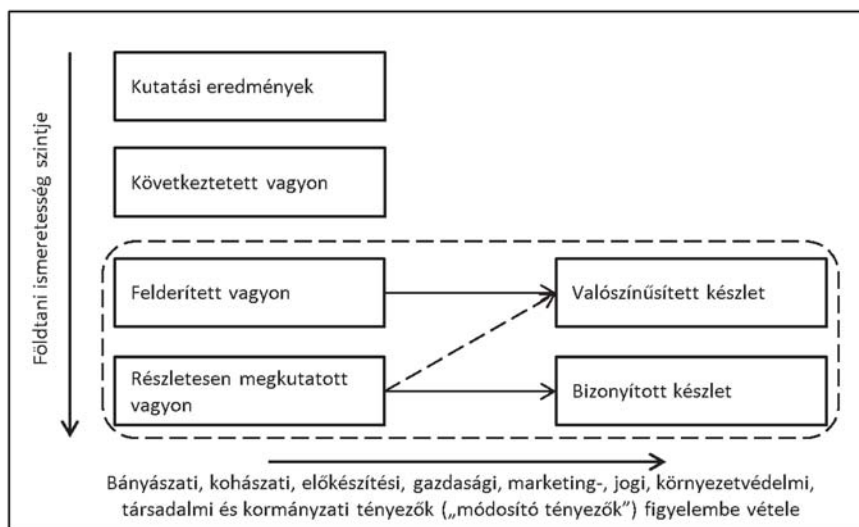 Földtani ismeretesség szintje
Kutatási eredmények
Következtetett vagyon
Felderített vagyon
Valószínűsített készlet
Részletesen megkutatott
vagyon
Bizonyított készlet
Bányászati, kohászati, előkészítési, gazdasági, marketing-, jogi, környezetvédelmi,
társadalmi és kormányzati tényezők („módosító tényezők”) figyelembe vétele